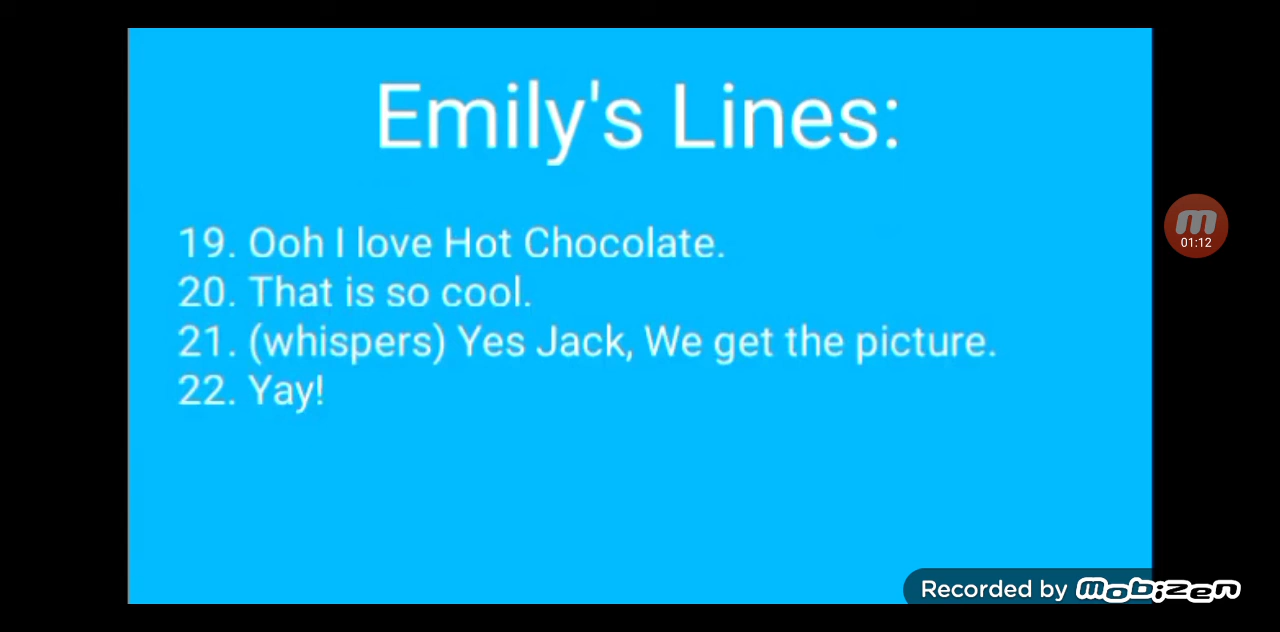 Emily's Lines:
19. Ooh I love Hot Chocolate.
20. That is so cool.
21. (whispers) Yes Jack, We get the picture.
22. Yay!
m
01:12
Recorded by mobizen